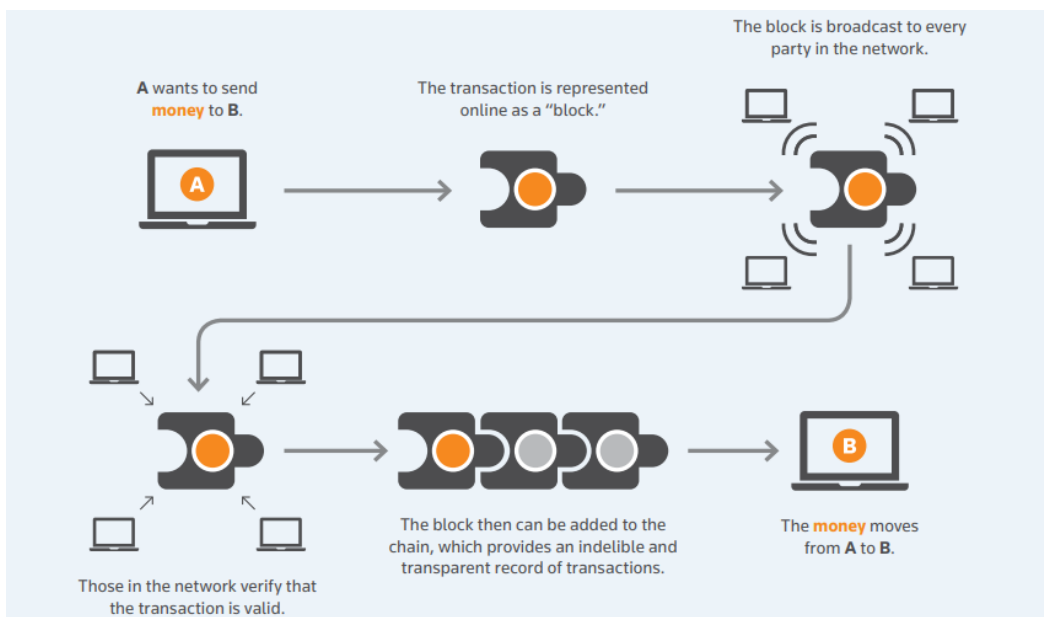 A wants to send
money to B.
A
The transaction is represented
online as a “block.”
The block is broadcast to every
party in the network.
Those in the network verify that
the transaction is valid.
The block then can be added to the
chain, which provides an indelible and
transparent record of transactions.
B
The money moves
from A to B.